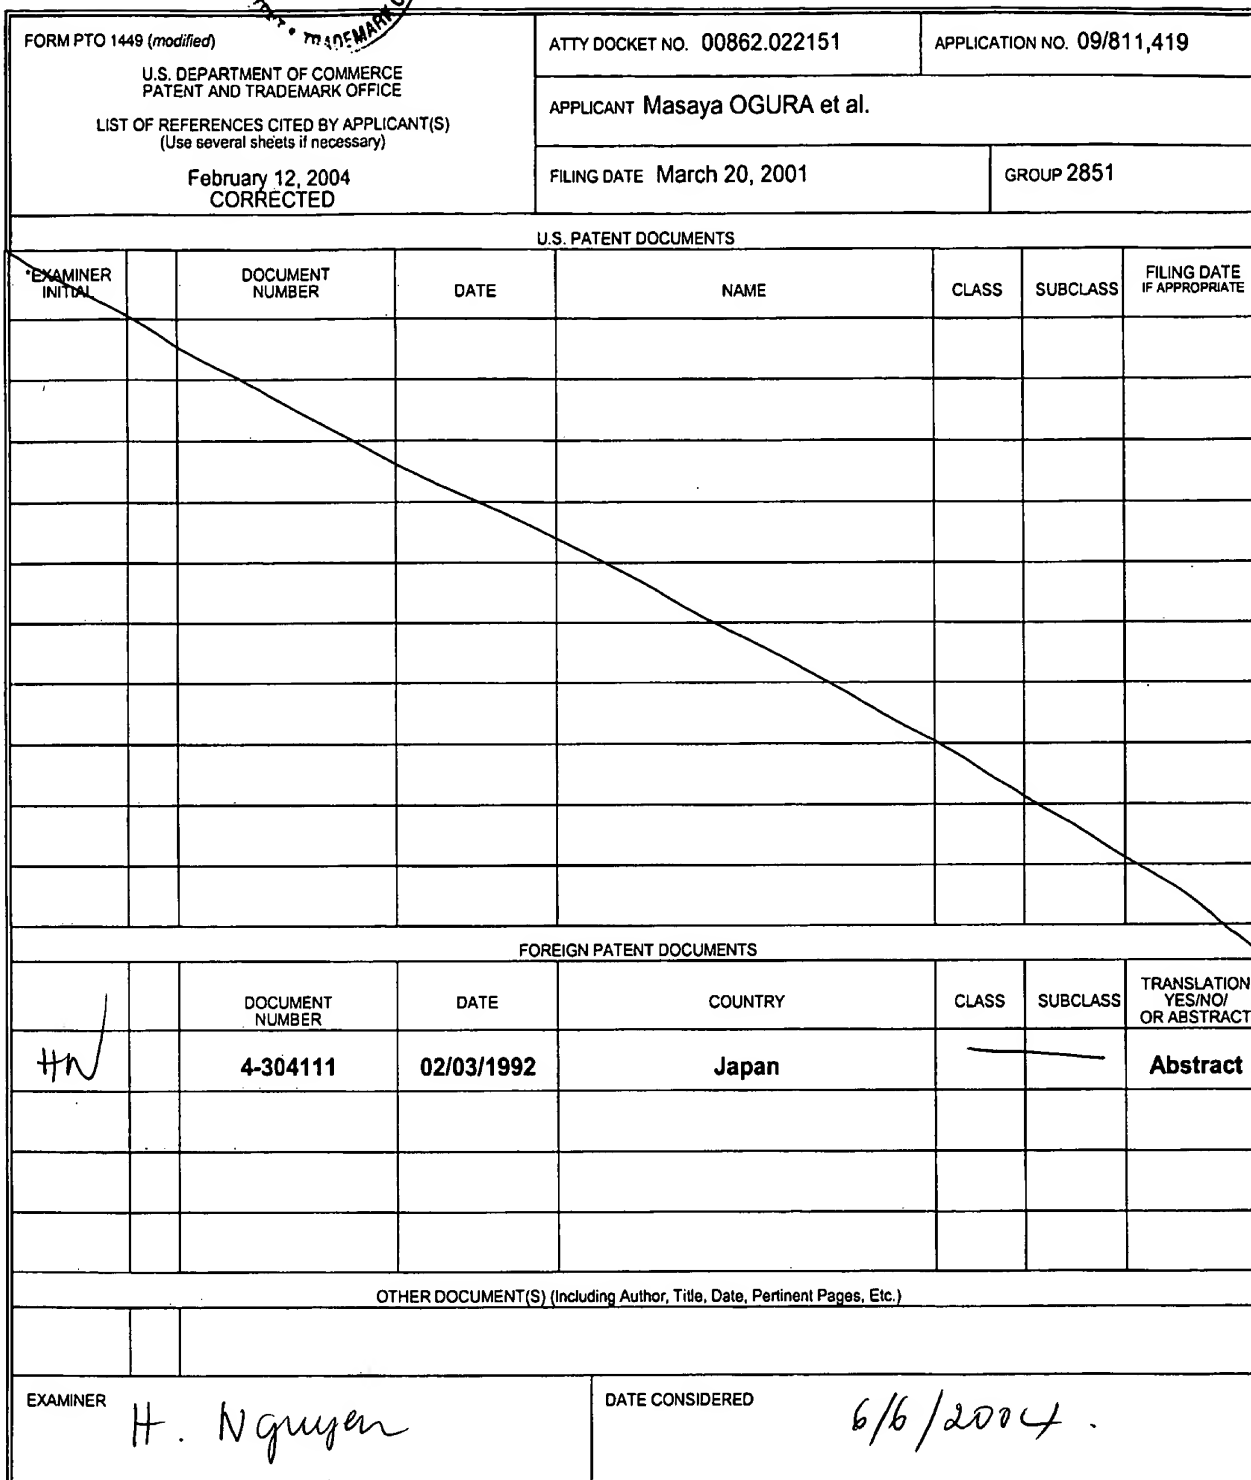 TRADEMARK
FORM PTO 1449 (modified)
U.S. DEPARTMENT OF COMMERCE
PATENT AND TRADEMARK OFFICE
LIST OF REFERENCES CITED BY APPLICANT(S)
(Use several sheets if necessary)
February 12, 2004
CORRECTED
ATTY DOCKET NO. 00862.022151
APPLICATION NO. 09/811,419
APPLICANT Masaya OGURA et al.
FILING DATE March 20, 2001
GROUP 2851
U.S. PATENT DOCUMENTS
*EXAMINER
INITIAL
DOCUMENT
NUMBER
DATE
NAME
CLASS
SUBCLASS
FILING DATE
IF APPROPRIATE
FOREIGN PATENT DOCUMENTS
DOCUMENT
NUMBER
DATE
COUNTRY
CLASS
SUBCLASS
TRANSLATION
YES/NO/
OR ABSTRACT
HN
4-304111
02/03/1992
Japan
Abstract
OTHER DOCUMENT(S) (Including Author, Title, Date, Pertinent Pages, Etc.)
EXAMINER H. Nguyen
DATE CONSIDERED 6/6/2004.